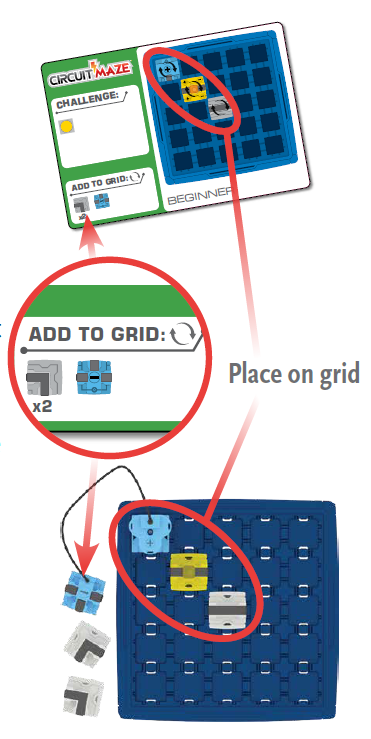 CIRCUIT MAZE
CHALLENGE:
ADD TO GRID:
x2
BEGINNER
ADD TO GRID:
x2
Place on grid
+